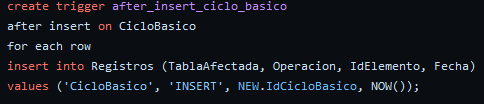 create trigger after_insert_ciclo_basico
after insert on CicloBasico
for each row
insert into Registros (TablaAfectada, Operacion, IdElemento, Fecha)
values ('CicloBasico', 'INSERT', NEW.IdCicloBasico, NOW());